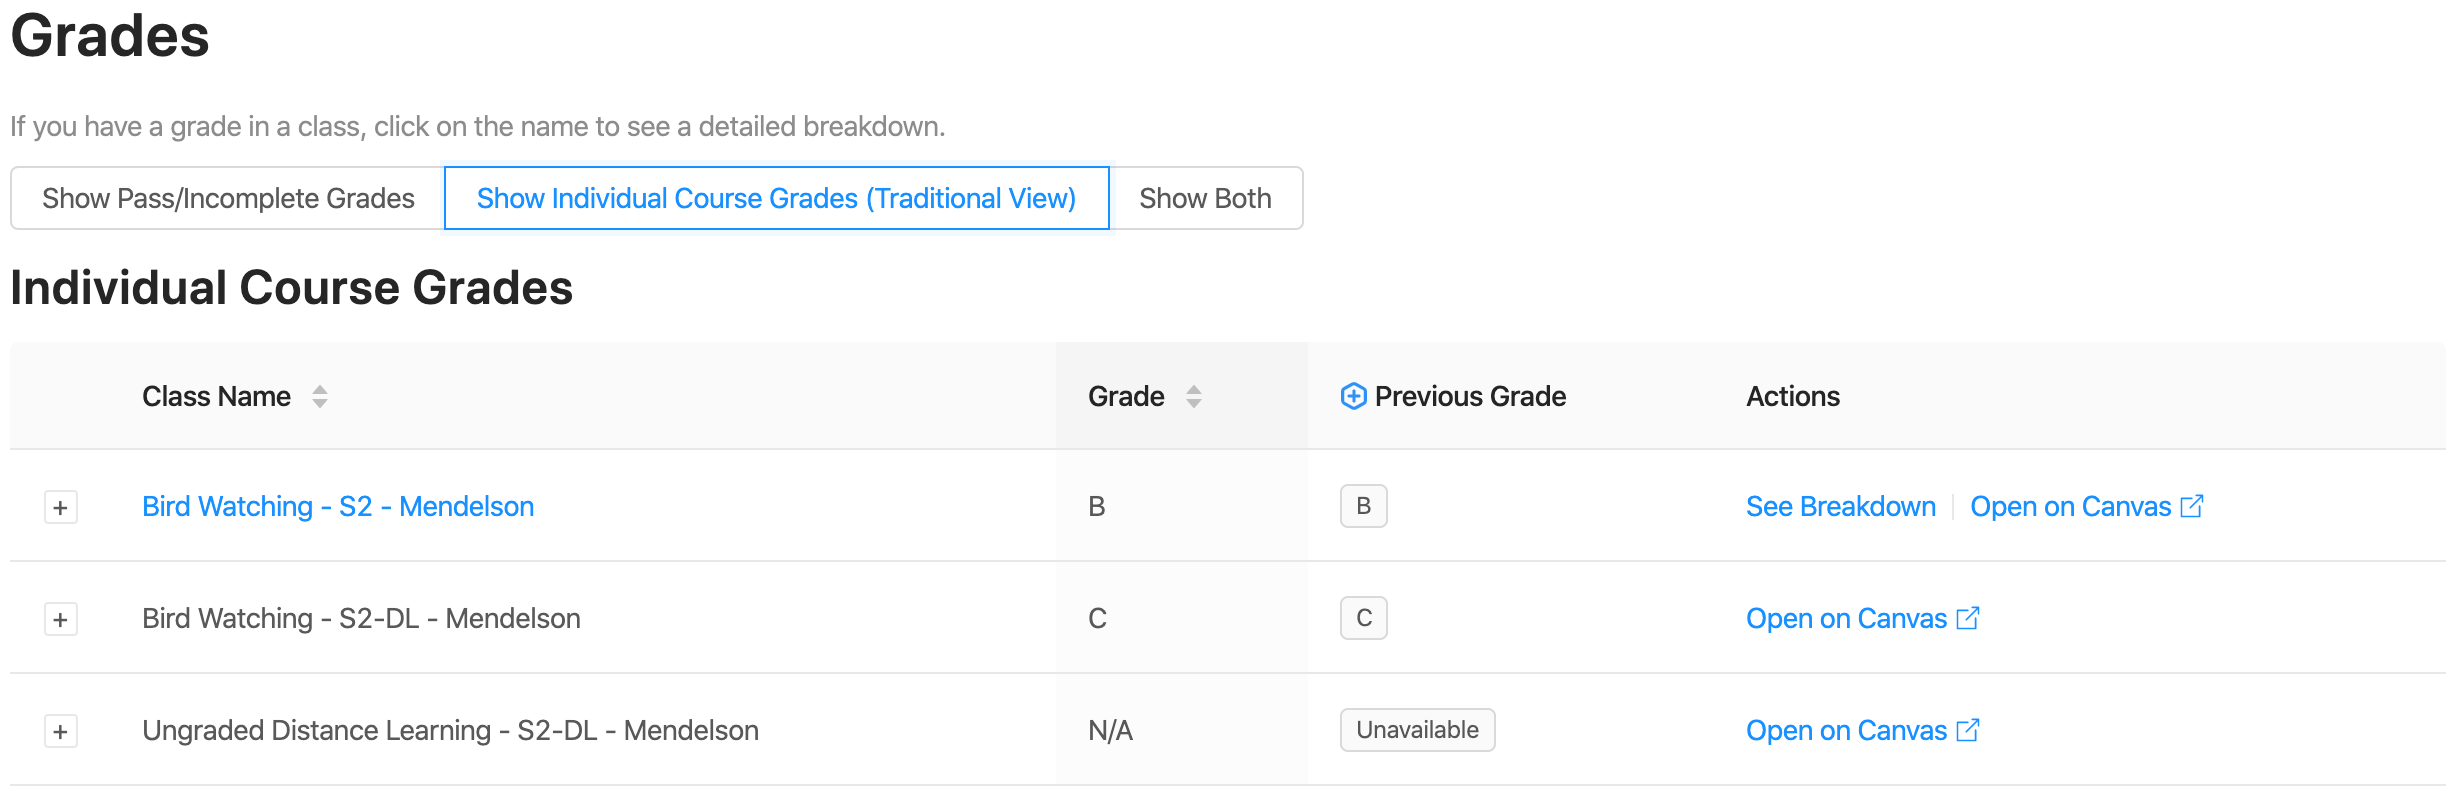 Grades
If you have a grade in a class, click on the name to see a detailed breakdown.
Show Pass/Incomplete Grades Show Individual Course Grades (Traditional View) Show Both
Individual Course Grades
Class Name Grade Previous Grade Actions
+ Bird Watching - S2 - Mendelson B B See Breakdown Open on Canvas
+ Bird Watching - S2-DL - Mendelson C C Open on Canvas
+ Ungraded Distance Learning - S2-DL - Mendelson N/A Unavailable Open on Canvas